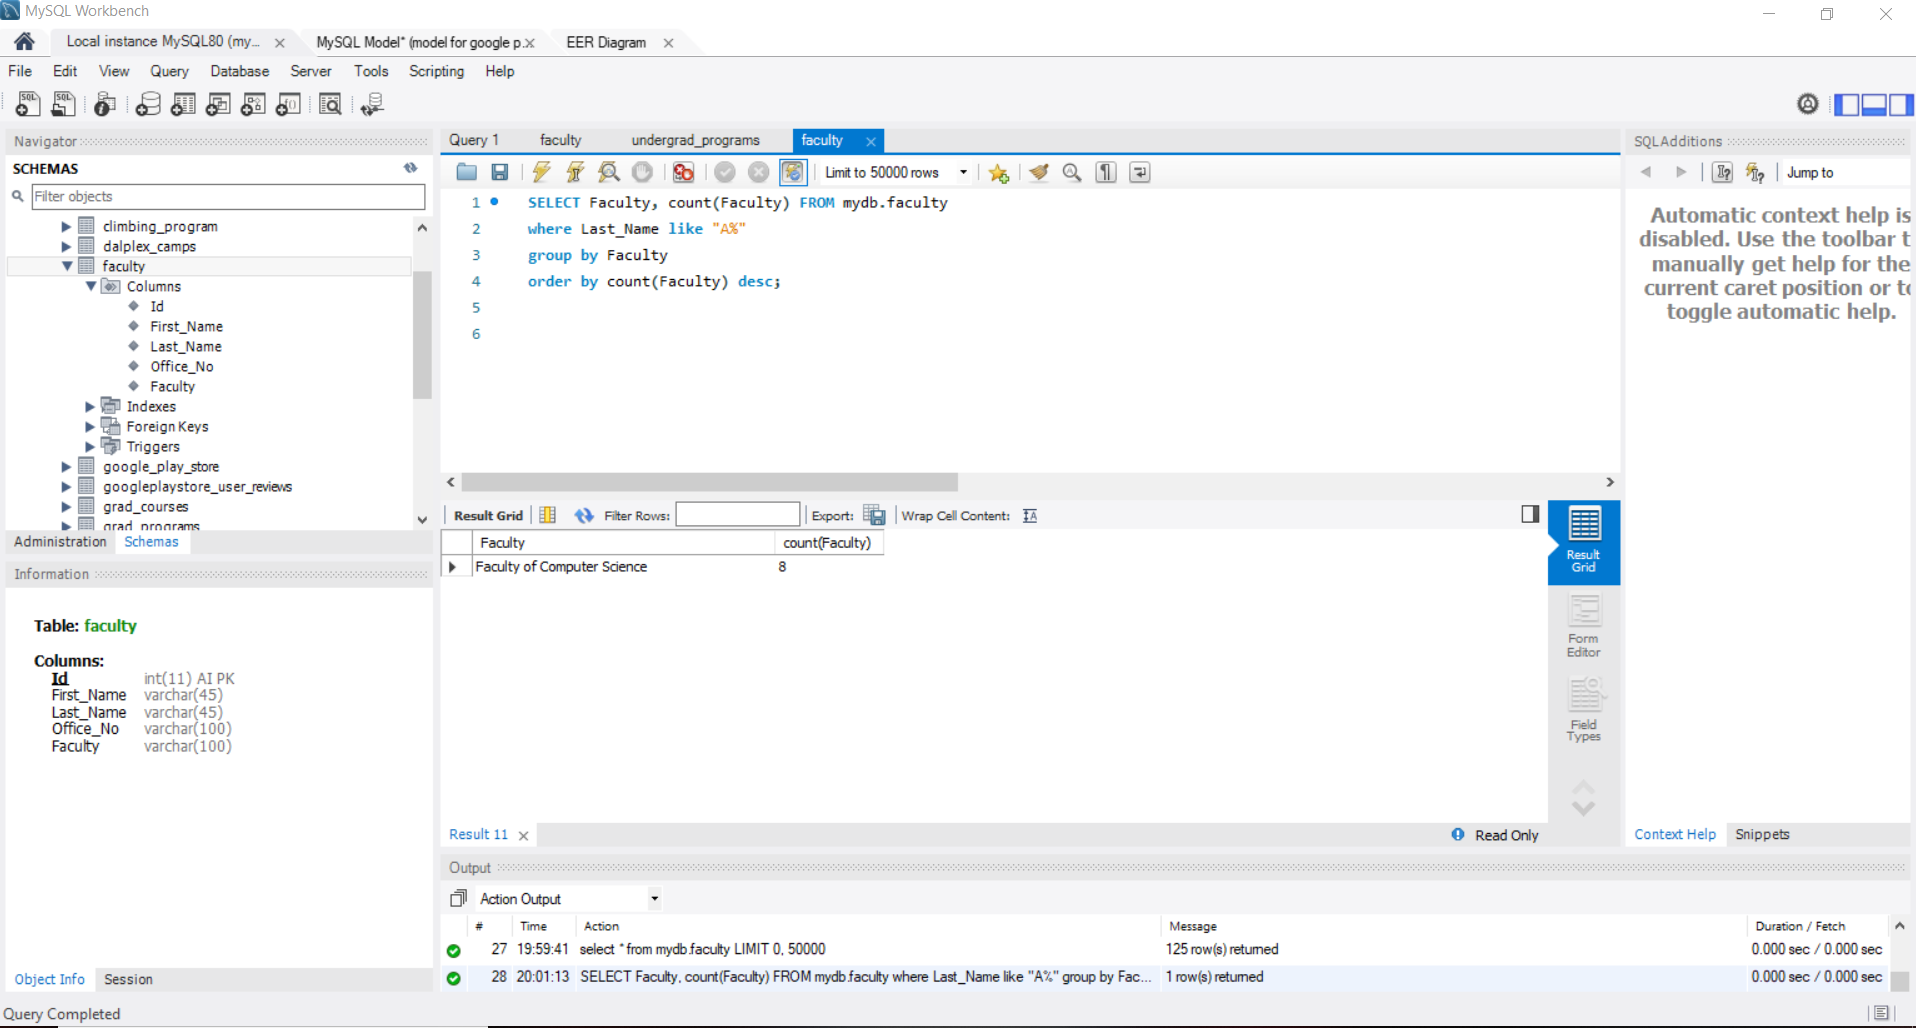 MySQL Workbench
Local instance MySQL80 (my...
MySQL Model* (model for google p...
EER Diagram
File Edit View Query Database Server Tools Scripting Help
Navigator
SCHEMAS
Filter objects
climbing_program
dalplex_camps
faculty
Columns
Id
First_Name
Last_Name
Office_No
Faculty
Indexes
Foreign Keys
Triggers
google_play_store
googleplaystore_user_reviews
grad_courses
grad_programs
Administration Schemas
Information
Table: faculty
Columns:
Id int(11) AI PK
First_Name varchar(45)
Last_Name varchar(45)
Office_No varchar(100)
Faculty varchar(100)
Object Info Session
Query Completed
Query 1 faculty undergrad_programs faculty
Limit to 50000 rows
1 SELECT Faculty, count(Faculty) FROM mydb.faculty
2 where Last_Name like "A%"
3 group by Faculty
4 order by count(Faculty) desc;
5
6
Result Grid Filter Rows: Export: Wrap Cell Content:
Faculty count(Faculty)
Faculty of Computer Science 8
Result Grid
Form Editor
Field Types
Result 11 Read Only
SQLAdditions
Jump to
Automatic context help is
disabled. Use the toolbar t
manually get help for the
current caret position or to
toggle automatic help.
Context Help Snippets
Output
Action Output
# Time Action Message Duration / Fetch
27 19:59:41 select * from mydb.faculty LIMIT 0, 50000 125 row(s) returned 0.000 sec / 0.000 sec
28 20:01:13 SELECT Faculty, count(Faculty) FROM mydb.faculty where Last_Name like "A%" group by Fac... 1 row(s) returned 0.000 sec / 0.000 sec